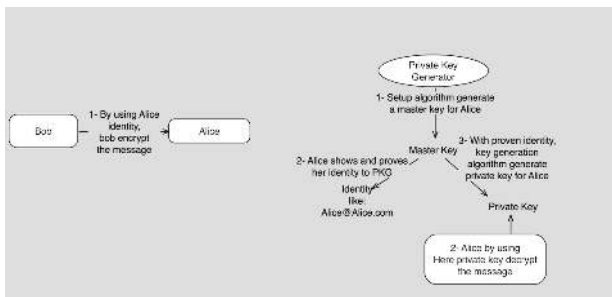 Bob
1- By using Alice
identity,
bob encrypt
the message
Alice
Private Key
Generator
1- Setup algorithm generate
a master key for Alice
Master Key
2- Alice shows and proves
her identity to PKG
Identity
like:
Alice@Alice.com
3- With proven identity,
key generation
algorithm generate
private key for Alice
Private Key
2- Alice by using
Here private key decrypt
the message